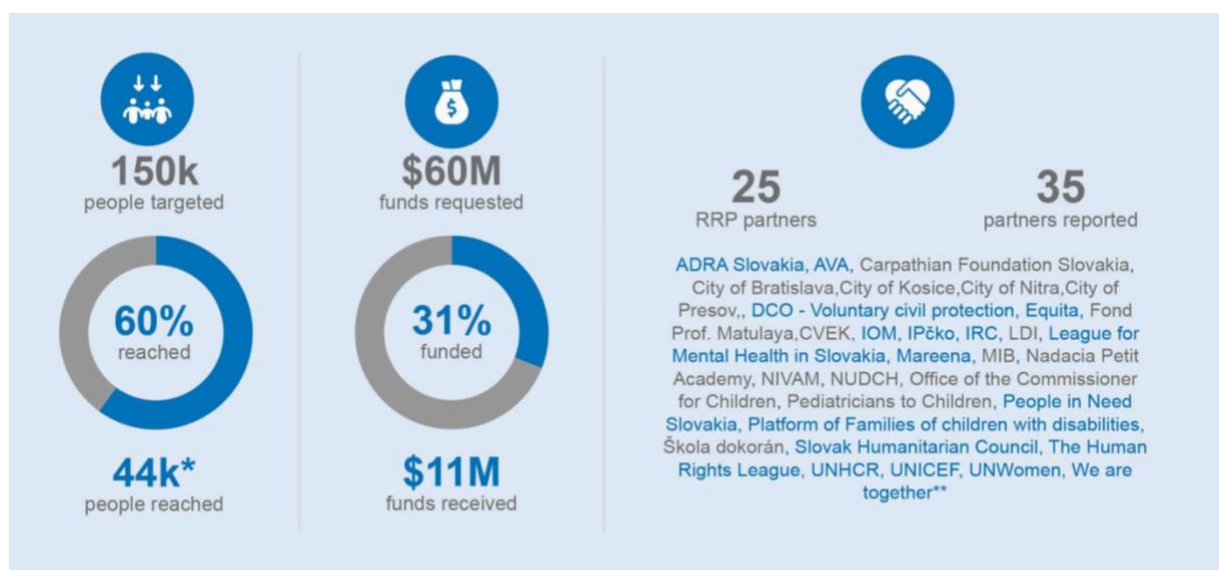 150k
people targeted
60%
reached
44k*
people reached
$
$60M
funds requested
31%
funded
$11M
funds received
25
RRP partners
35
partners reported
ADRA Slovakia, AVA, Carpathian Foundation Slovakia,
City of Bratislava,City of Kosice,City of Nitra,City of
Presov,, DCO - Voluntary civil protection, Equita, Fond
Prof. Matulaya,CVEK, IOM, IPčko, IRC, LDI, League for
Mental Health in Slovakia, Mareena, MIB, Nadacia Petit
Academy, NIVAM, NUDCH, Office of the Commissioner
for Children, Pediatricians to Children, People in Need
Slovakia, Platform of Families of children with disabilities,
Škola dokorán, Slovak Humanitarian Council, The Human
Rights League, UNHCR, UNICEF, UNWomen, We are
together**